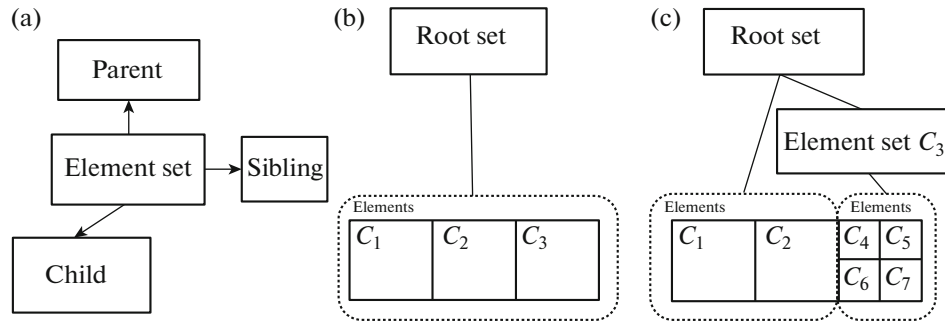 (a)
Parent
Element set
Sibling
Child
(b)
Root set
Elements
C1 C2 C3
(c)
Root set
Element set C3
Elements
Elements
C1 C2 C4 C5
C6 C7